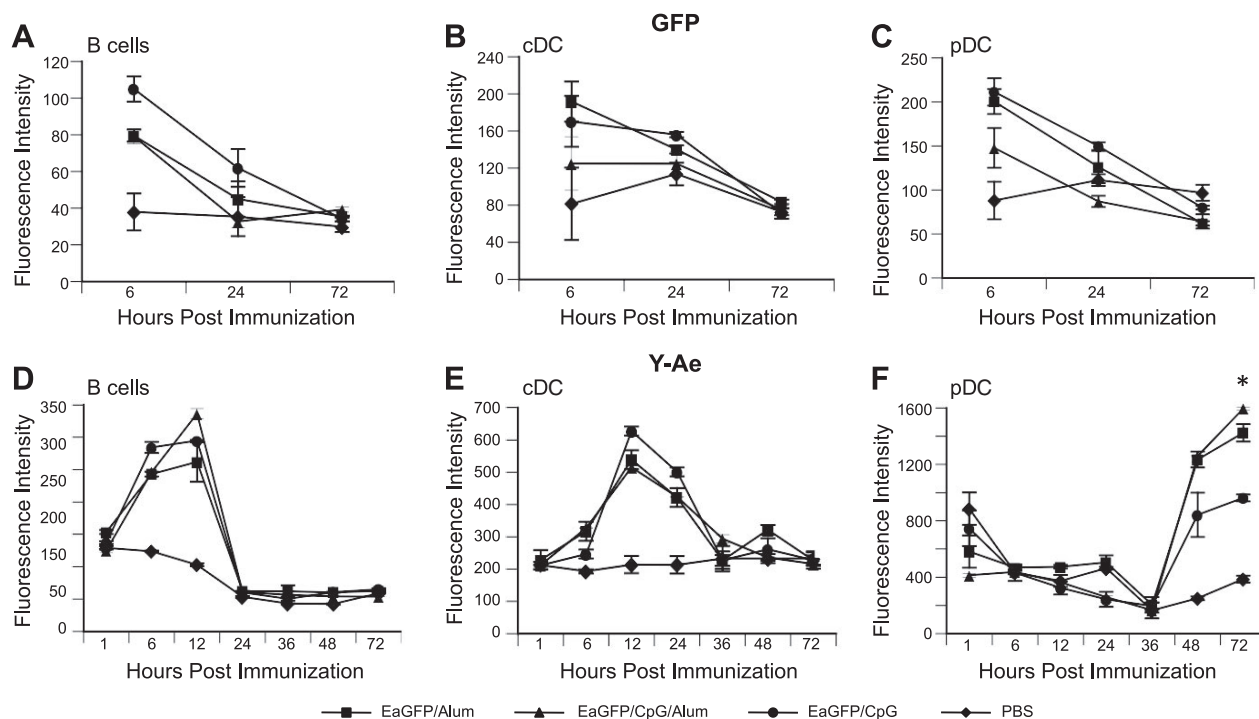 GFP
A B cells
Fluorescence Intensity
120
100
80
60
40
20
0
6 24 72
Hours Post Immunization
B cDC
Fluorescence Intensity
240
200
160
120
80
40
0
6 24 72
Hours Post Immunization
C pDC
Fluorescence Intensity
250
200
150
100
50
0
6 24 72
Hours Post Immunization
Y-Ae
D B cells
Fluorescence Intensity
350
300
250
200
150
100
50
0
1 6 12 24 36 48 72
Hours Post Immunization
E cDC
Fluorescence Intensity
700
600
500
400
300
200
100
0
1 6 12 24 36 48 72
Hours Post Immunization
F pDC
*
Fluorescence Intensity
1600
1200
800
400
0
1 6 12 24 36 48 72
Hours Post Immunization
EaGFP/Alum EaGFP/CpG/Alum EaGFP/CpG PBS